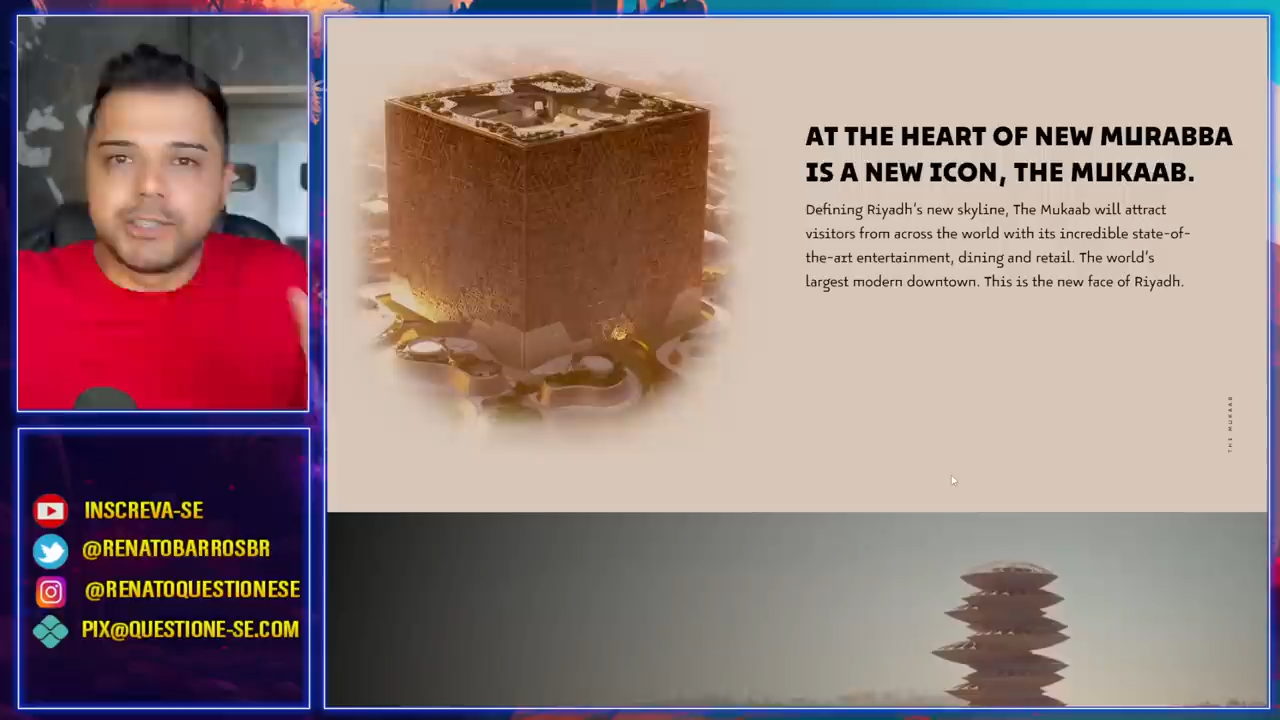 AT THE HEART OF NEW MURABBA
IS A NEW ICON, THE MUKAAB.
Defining Riyadh's new skyline, The Mukaab will attract
visitors from across the world with its incredible state-of-
the-art entertainment, dining and retail. The world's
largest modern downtown. This is the new face of Riyadh.
THE MUKAAB
INSCREVA-SE
@RENATOBARROSBR
@RENATOQUESTIONESE
PIX@QUESTIONE-SE.COM